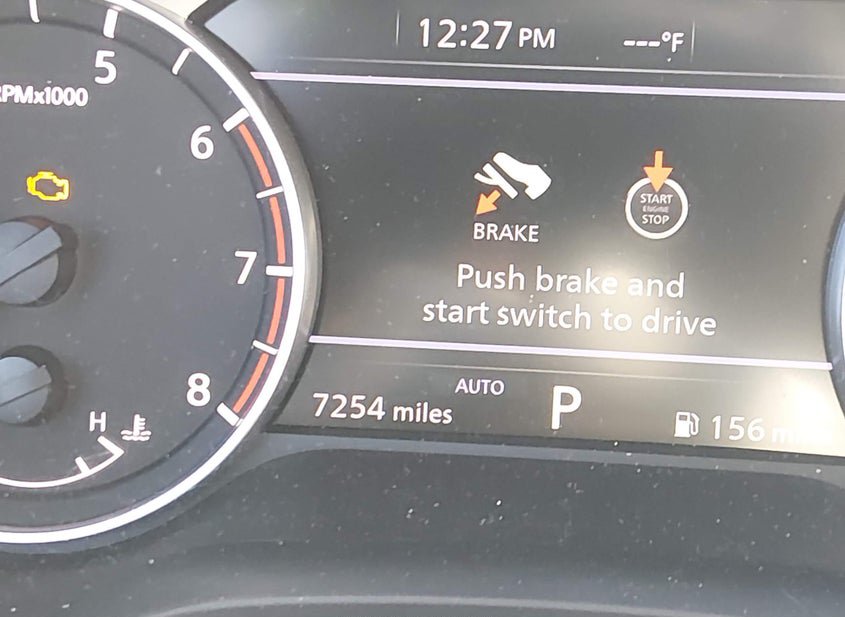 12:27 PM
---°F
5
RPMx1000
6
7
8
H
START
ENGINE
STOP
BRAKE
Push brake and
start switch to drive
AUTO
7254 miles
P
156